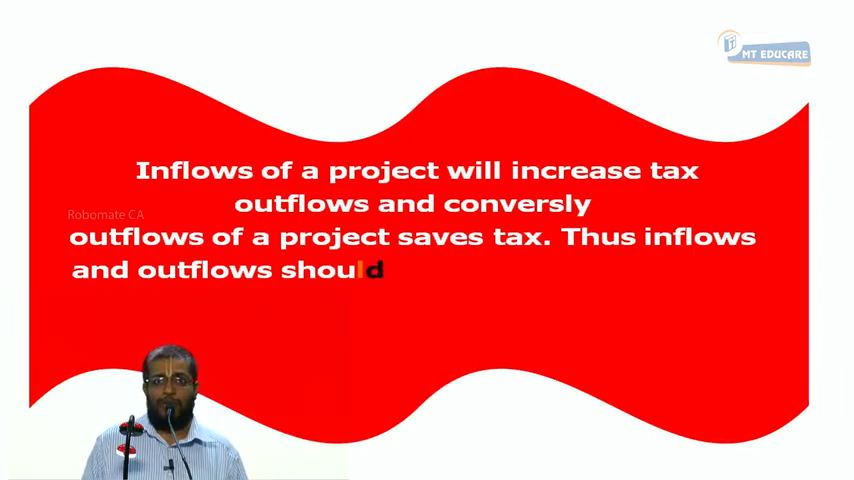 MT EDUCARE
Inflows of a project will increase tax
outflows and conversly
Robomate CA
outflows of a project saves tax. Thus inflows
and outflows should